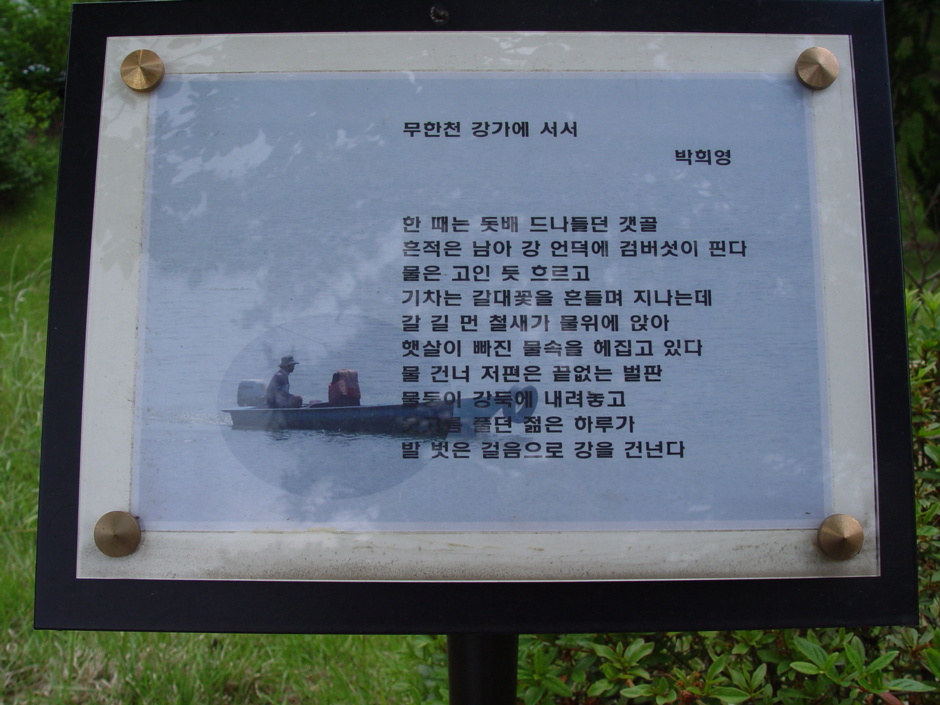 무한천 강가에 서서
박희영
한 때는 돗배 드나들던 갯골
흔적은 남아 강 언덕에 검버섯이 핀다
물은 고인 듯 흐르고
기차는 갈대꽃을 흔들며 지나는데
갈 길 먼 철새가 물위에 앉아
햇살이 빠진 물속을 헤집고 있다
물 건너 저편은 끝없는 벌판
강둑에 내려놓고
풀던 젊은 하루가
발 벗은 걸음으로 강을 건넌다